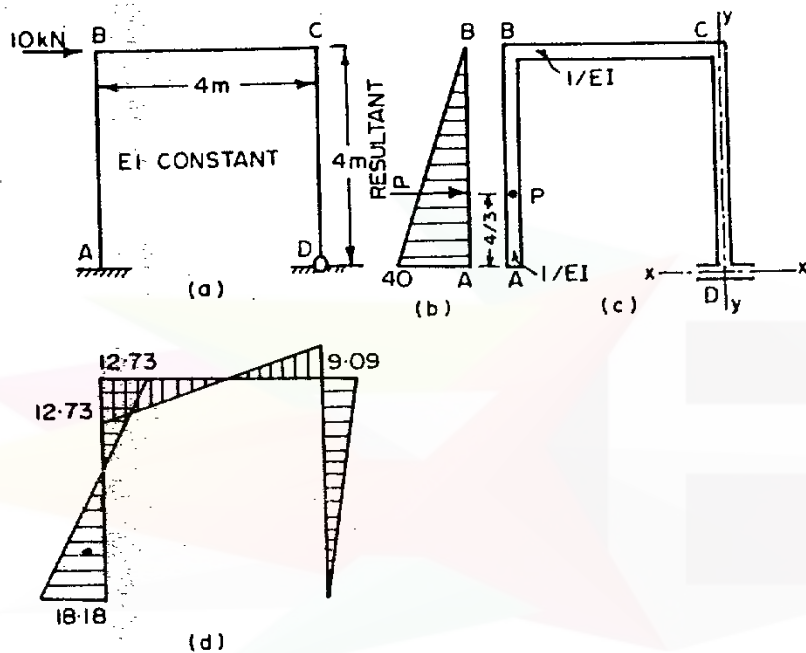 10kN
B
C
4m
EI CONSTANT
4m
A
D
(a)
RESULTANT
P
B
4/3
40
A
(b)
B
C
y
1/EI
P
A
1/EI
x
x
D
y
(c)
12.73
9.09
12.73
18.18
(d)